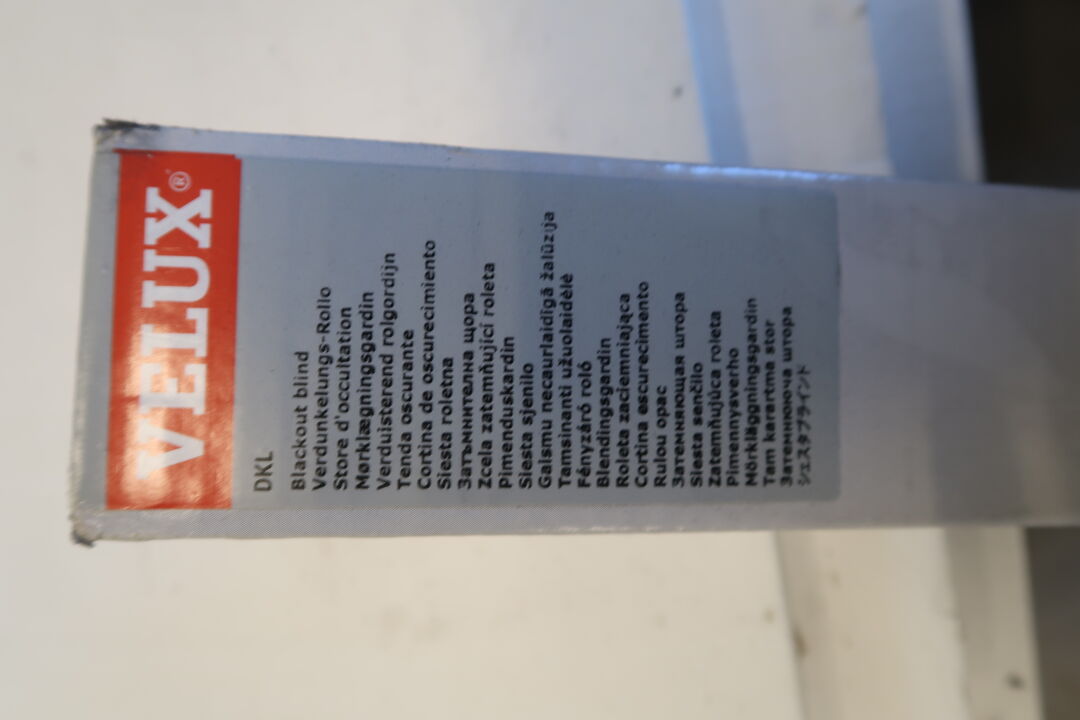 VELUX®
DKL
Blackout blind
Verdunkelungs-Rollo
Store d'occultation
Mørklægningsgardin
Verduisterend rolgordijn
Tenda oscurante
Cortina de oscurecimiento
Siesta roletna
Затъмнителна щора
Zcela zatemňující roleta
Pimenduskardin
Siesta sjenilo
Gaismu necaurlaidīgā žalūzija
Tamsinanti užuolaidėlė
Fényzáró roló
Blendingsgardin
Roleta zaciemniająca
Cortina escurecimento
Rulou opac
Затемняющая штора
Siesta senčilo
Zatemňujúca roleta
Pimennysverho
Mörkläggningsgardin
Tam karartma stor
Затемнююча штора
シエスタブラインド